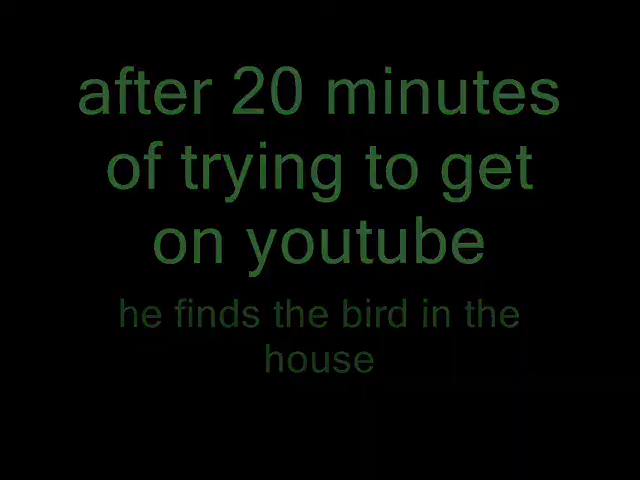 after 20 minutes
of trying to get
on youtube
he finds the bird in the
house